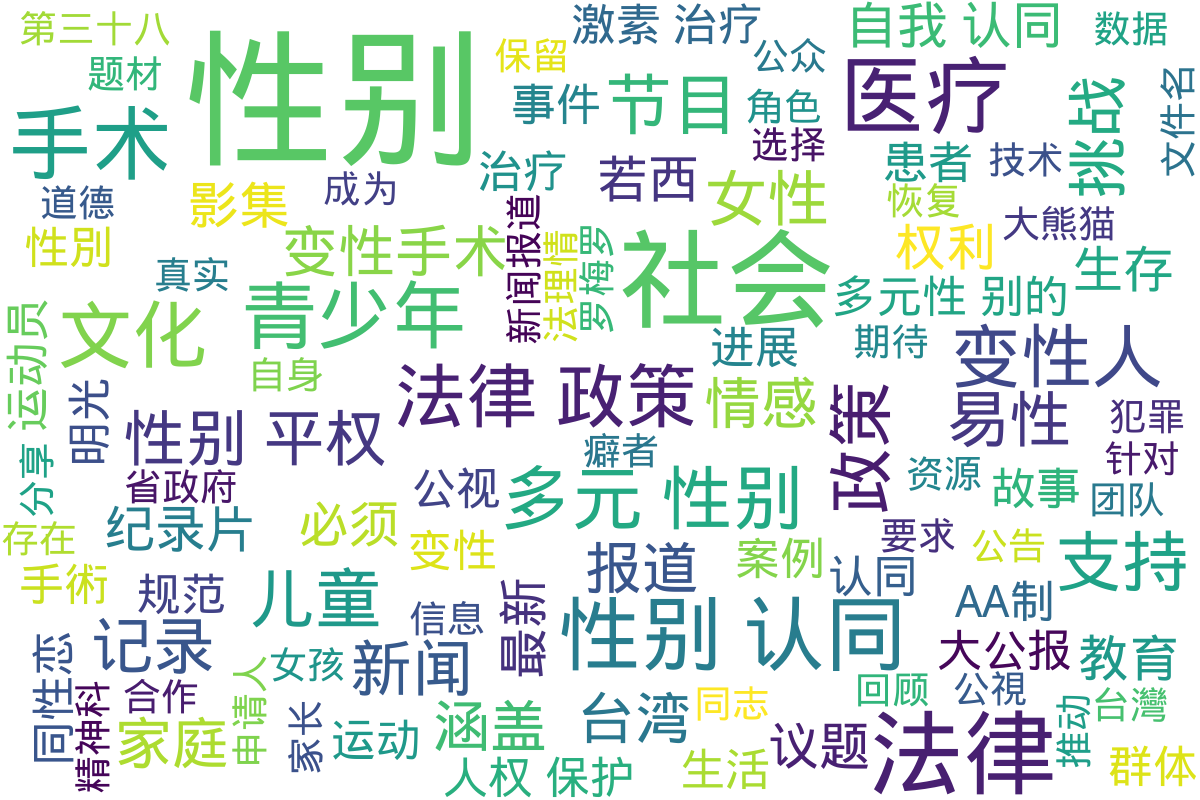 第三十八
题材
手术
性别
保留
激素 治疗
公众
自我 认同
数据
事件
节目
角色
选择
医疗
患者
技术
挑战
文件名
道德
影集
成为
治疗
若西
女性
恢复
大熊猫
性別
真实
变性手术
新闻报道
法理情
罗梅罗
社会
权利
生存
多元性 别的
运动员
文化
青少年
自身
进展
期待
变性人
明光
性别 平权
法律 政策
情感
政策
易性
犯罪
针对
分享
省政府
公视
癖者
多元 性别
资源
故事
团队
存在
纪录片
必须
变性
报道
案例
要求
公告
支持
手術
规范
儿童
信息
最新
性别 认同
认同
AA制
同性恋
记录
女孩
新闻
大公报
教育
精神科
合作
申请人
家长
家庭
运动
涵盖
台湾
同志
回顾
公視
推动
台灣
人权 保护
生活
议题
法律
群体